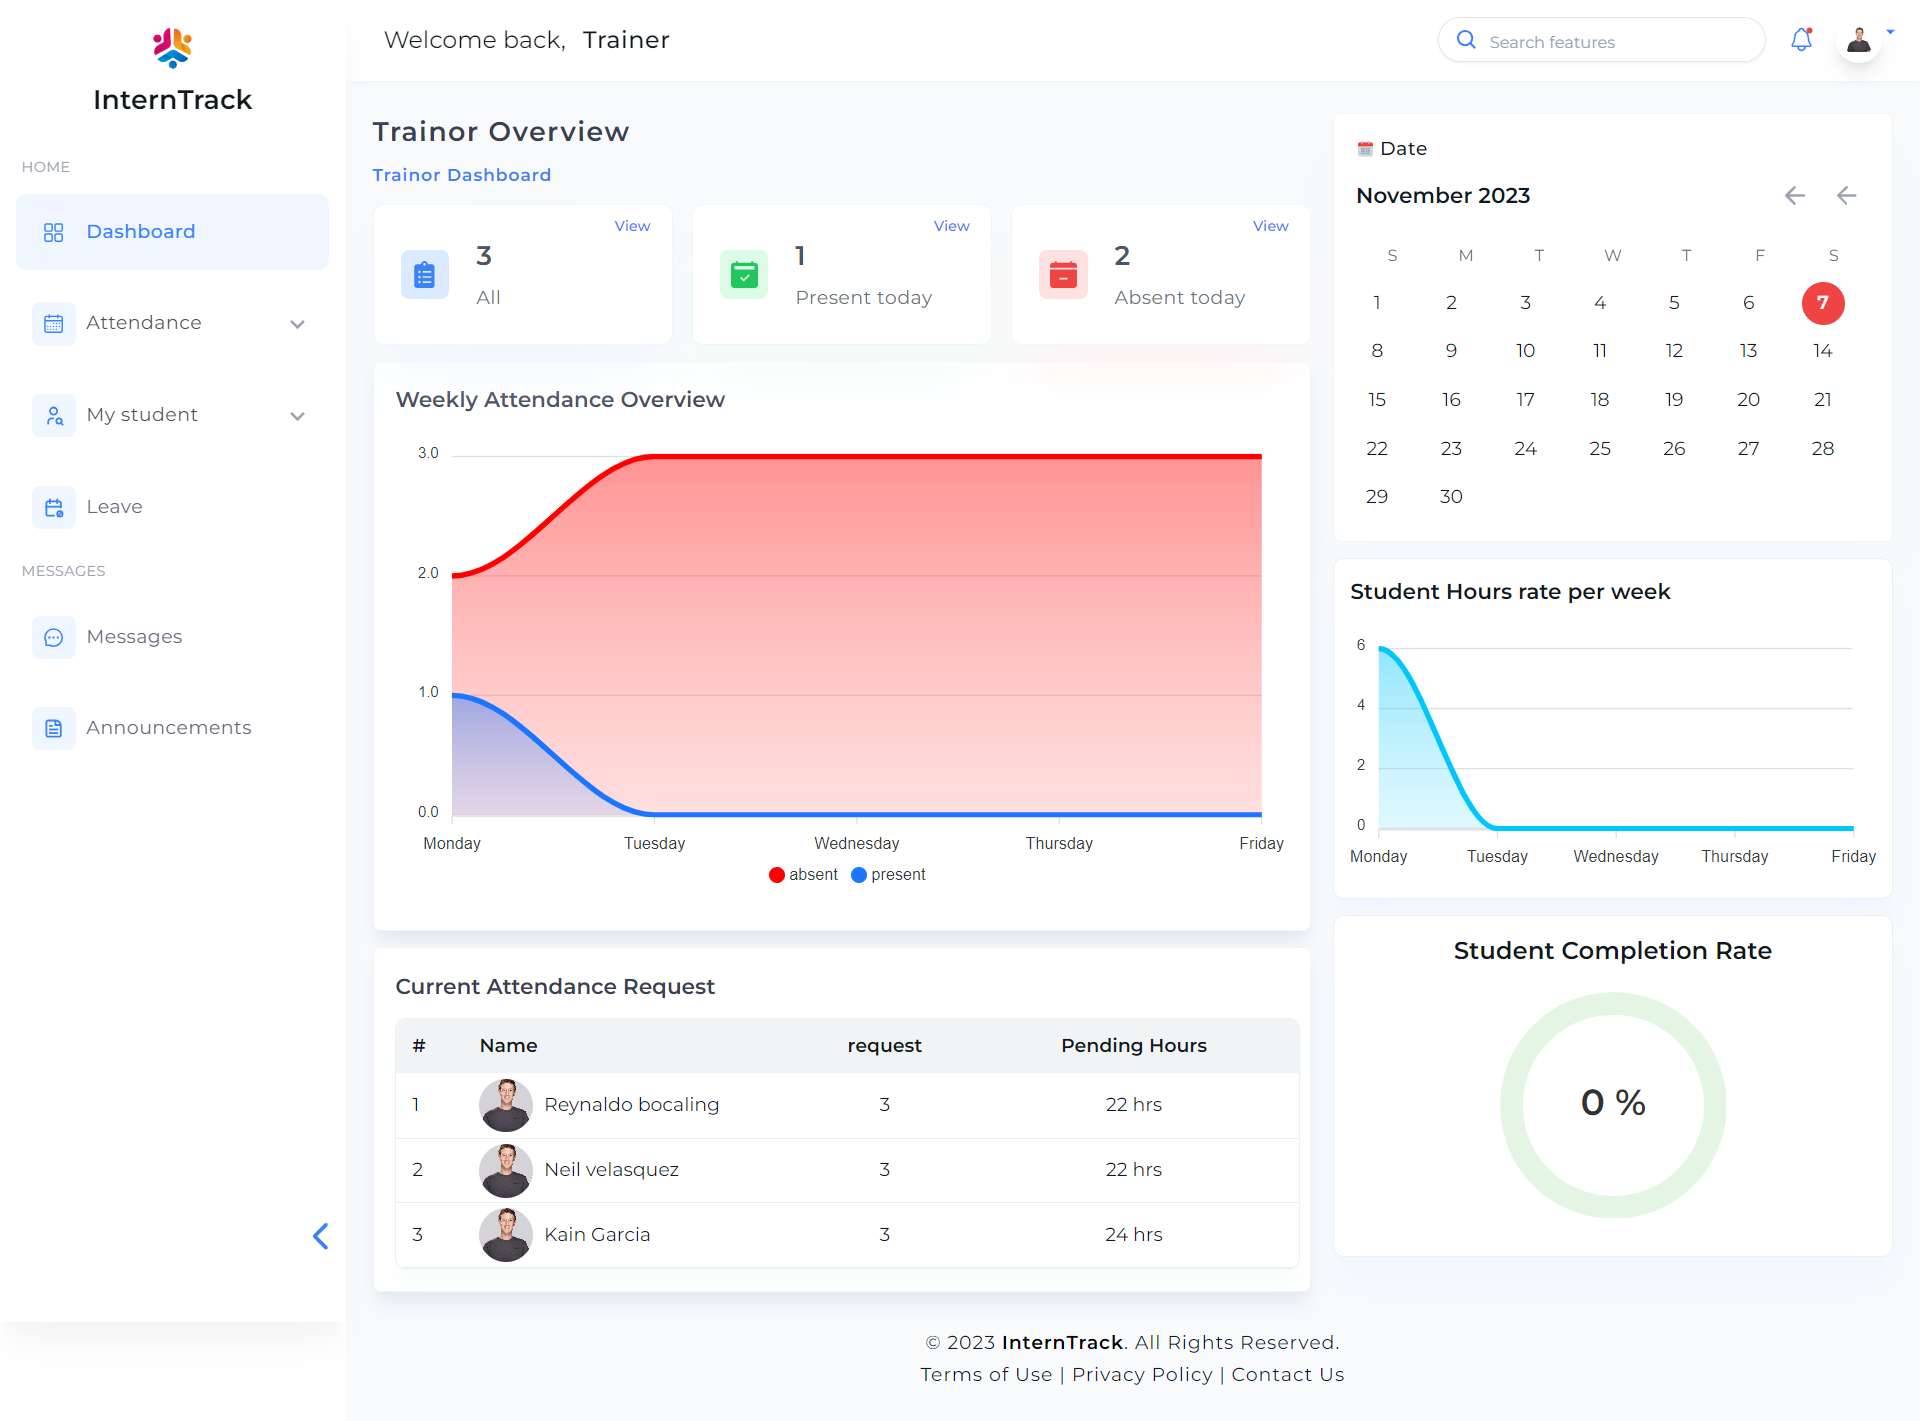 InternTrack
HOME
Dashboard
Attendance
My student
Leave
MESSAGES
Messages
Announcements
Welcome back, Trainer
Search features
Trainor Overview
Trainor Dashboard
View
3
All
View
1
Present today
View
2
Absent today
Weekly Attendance Overview
3.0
2.0
1.0
0.0
Monday Tuesday Wednesday Thursday Friday
absent present
Current Attendance Request
# Name request Pending Hours
1 Reynaldo bocaling 3 22 hrs
2 Neil velasquez 3 22 hrs
3 Kain Garcia 3 24 hrs
Date
November 2023
S M T W T F S
1 2 3 4 5 6 7
8 9 10 11 12 13 14
15 16 17 18 19 20 21
22 23 24 25 26 27 28
29 30
Student Hours rate per week
6
4
2
0
Monday Tuesday Wednesday Thursday Friday
Student Completion Rate
0 %
© 2023 InternTrack. All Rights Reserved.
Terms of Use | Privacy Policy | Contact Us